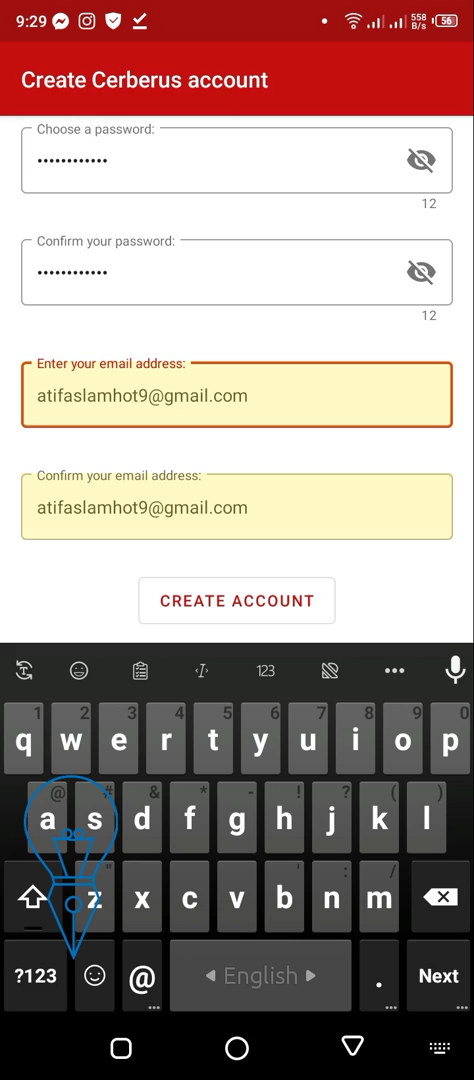 9:29 558 B/s 56
Create Cerberus account
Choose a password:
••••••••••••
12
Confirm your password:
••••••••••••
12
Enter your email address:
atifaslamhot9@gmail.com
Confirm your email address:
atifaslamhot9@gmail.com
CREATE ACCOUNT
T I 123 •••
1 2 3 4 5 6 7 8 9 0
q w e r t y u i o p
@ # & * - ! ? ( )
a s d f g h j k l
" ' : /
z x c v b n m
?123 @ English . Next